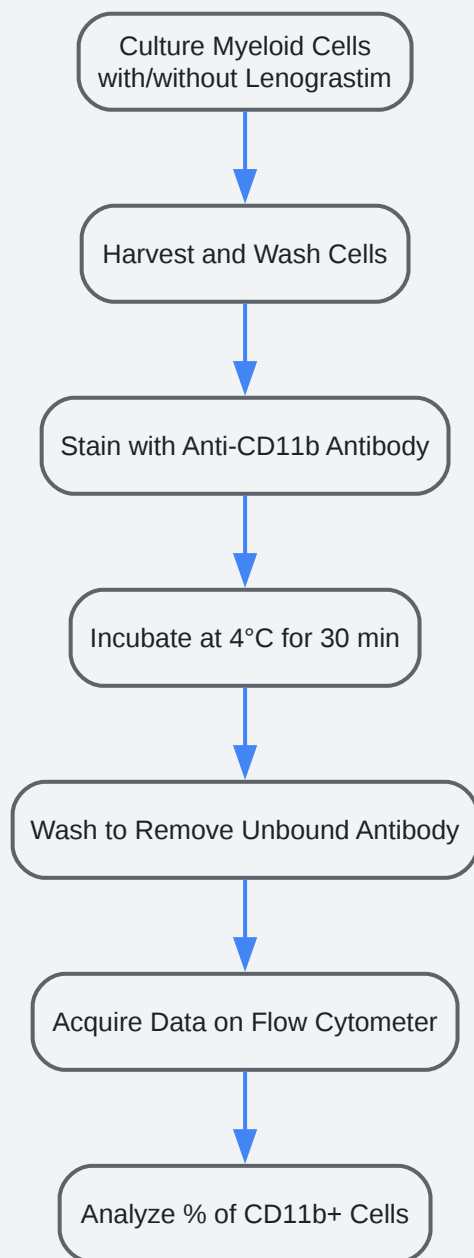 Culture Myeloid Cells
with/without Lenograstim
Harvest and Wash Cells
Stain with Anti-CD11b Antibody
Incubate at 4°C for 30 min
Wash to Remove Unbound Antibody
Acquire Data on Flow Cytometer
Analyze % of CD11b+ Cells